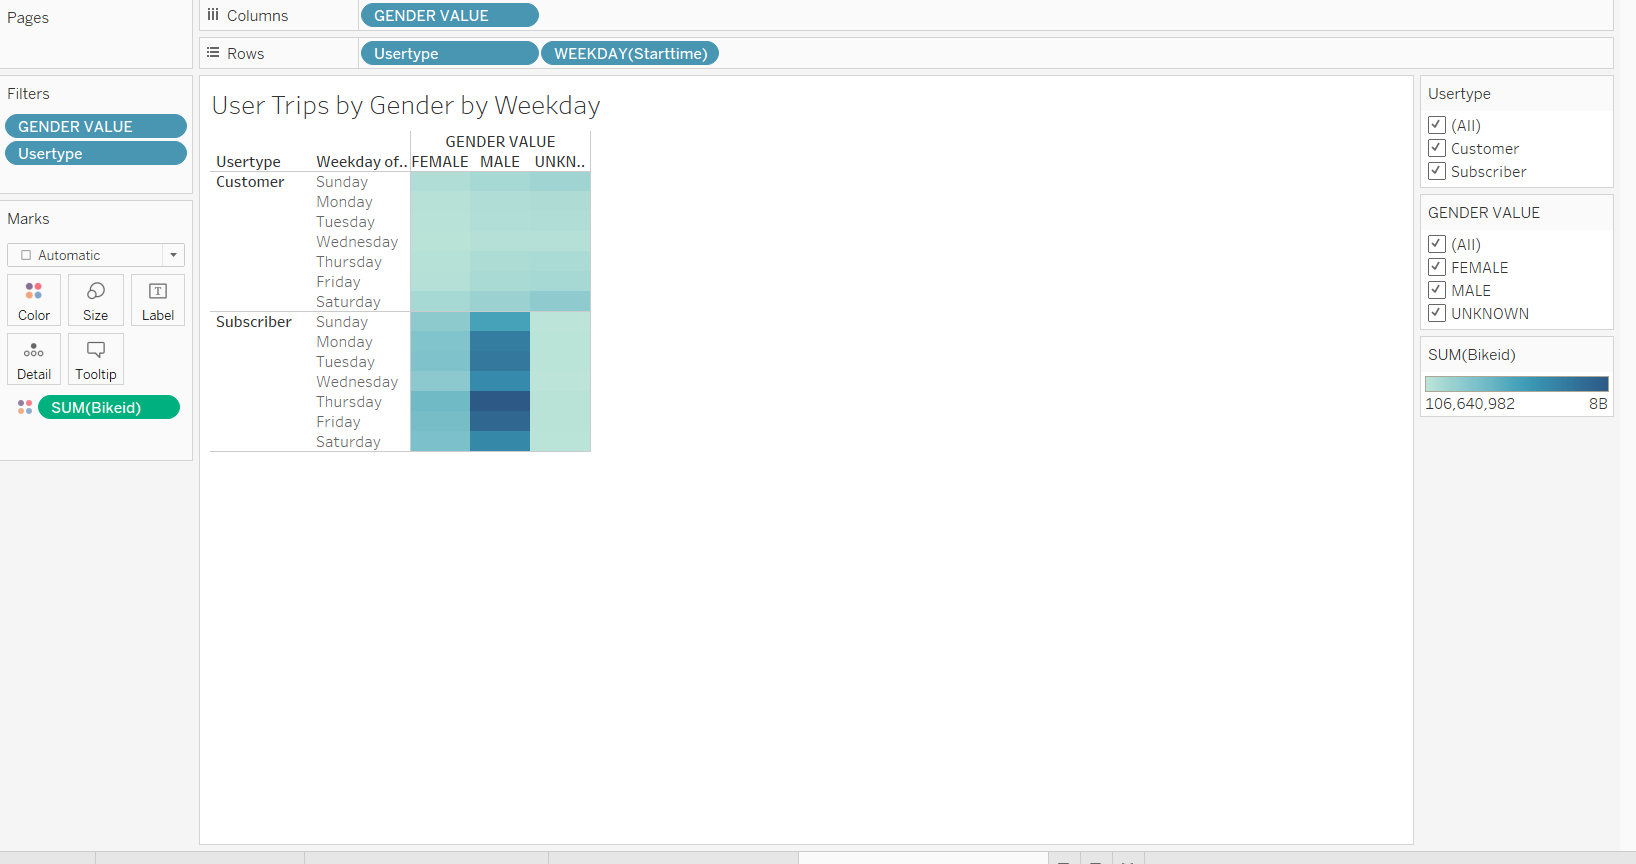 Pages
Columns GENDER VALUE
Rows Usertype WEEKDAY(Starttime)
Filters
GENDER VALUE
Usertype
Marks
Automatic
Color Size Label
Detail Tooltip
SUM(Bikeid)
User Trips by Gender by Weekday
GENDER VALUE
Usertype Weekday of.. FEMALE MALE UNKN..
Customer Sunday
Monday
Tuesday
Wednesday
Thursday
Friday
Saturday
Subscriber Sunday
Monday
Tuesday
Wednesday
Thursday
Friday
Saturday
Usertype
(All)
Customer
Subscriber
GENDER VALUE
(All)
FEMALE
MALE
UNKNOWN
SUM(Bikeid)
106,640,982 8B